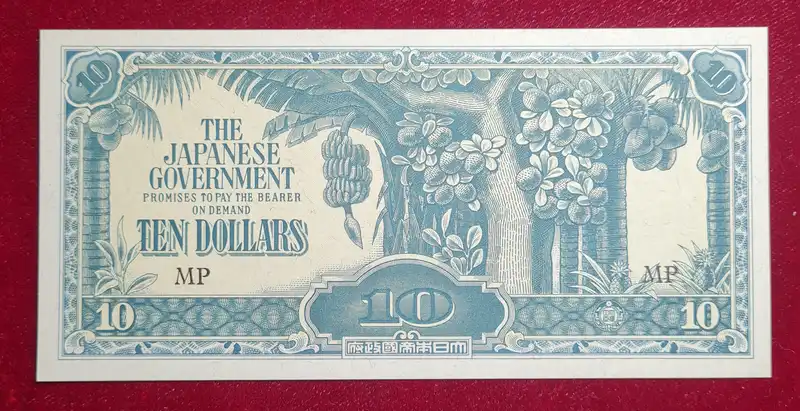 10
10
THE
JAPANESE
GOVERNMENT
PROMISES TO PAY THE BEARER
ON DEMAND
TEN DOLLARS
MP
MP
10
10
10
府政國帝本日大